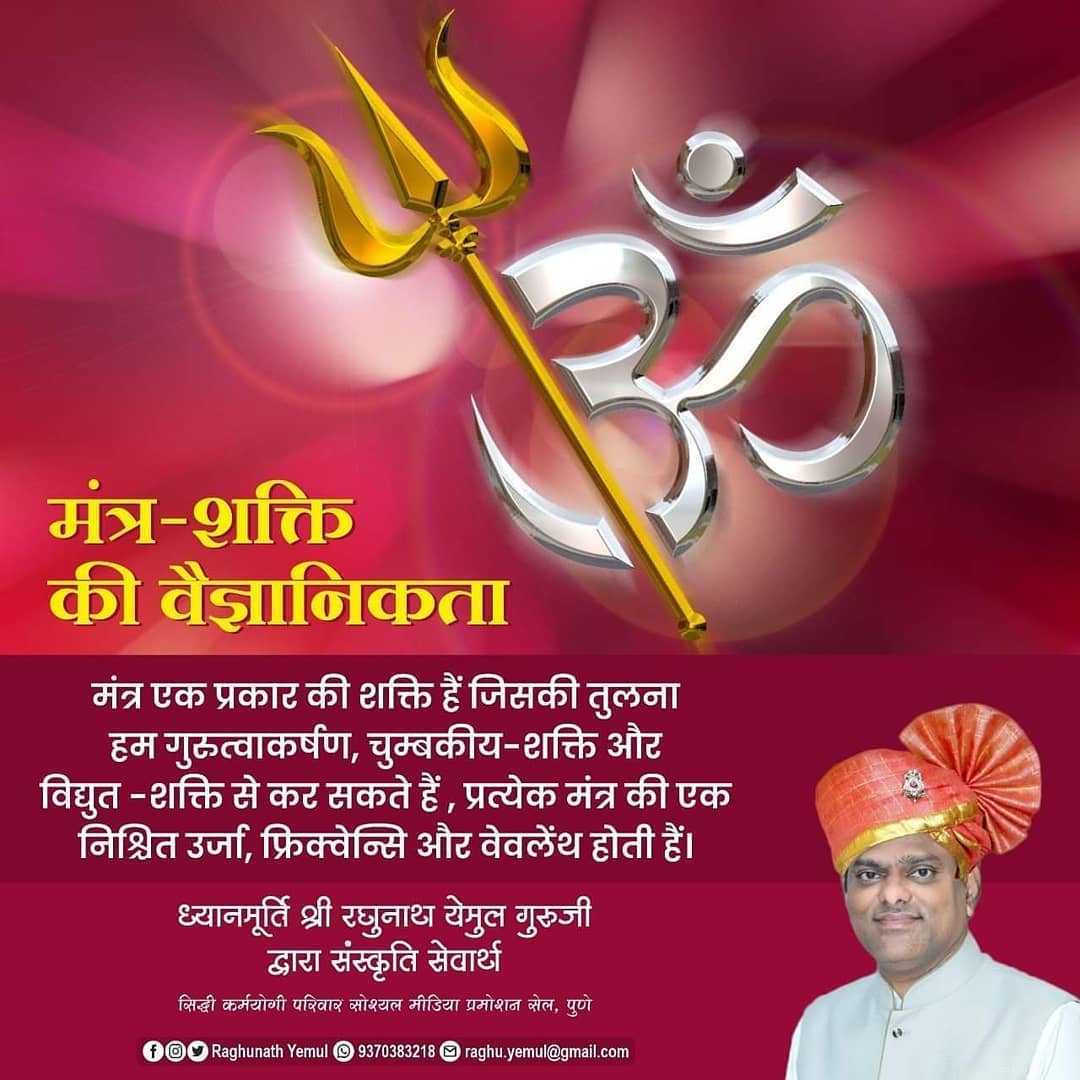 ॐ
मंत्र-शक्ति
की वैज्ञानिकता
मंत्र एक प्रकार की शक्ति हैं जिसकी तुलना
हम गुरुत्वाकर्षण, चुम्बकीय-शक्ति और
विद्युत -शक्ति से कर सकते हैं , प्रत्येक मंत्र की एक
निश्चित उर्जा, फ्रिक्वेन्सि और वेवलेंथ होती हैं।
ध्यानमूर्ति श्री रघुनाथ येमुल गुरुजी
द्वारा संस्कृति सेवार्थ
सिद्धी कर्मयोगी परिवार सोश्यल मीडिया प्रमोशन सेल, पुणे
Raghunath Yemul 9370383218 raghu.yemul@gmail.com